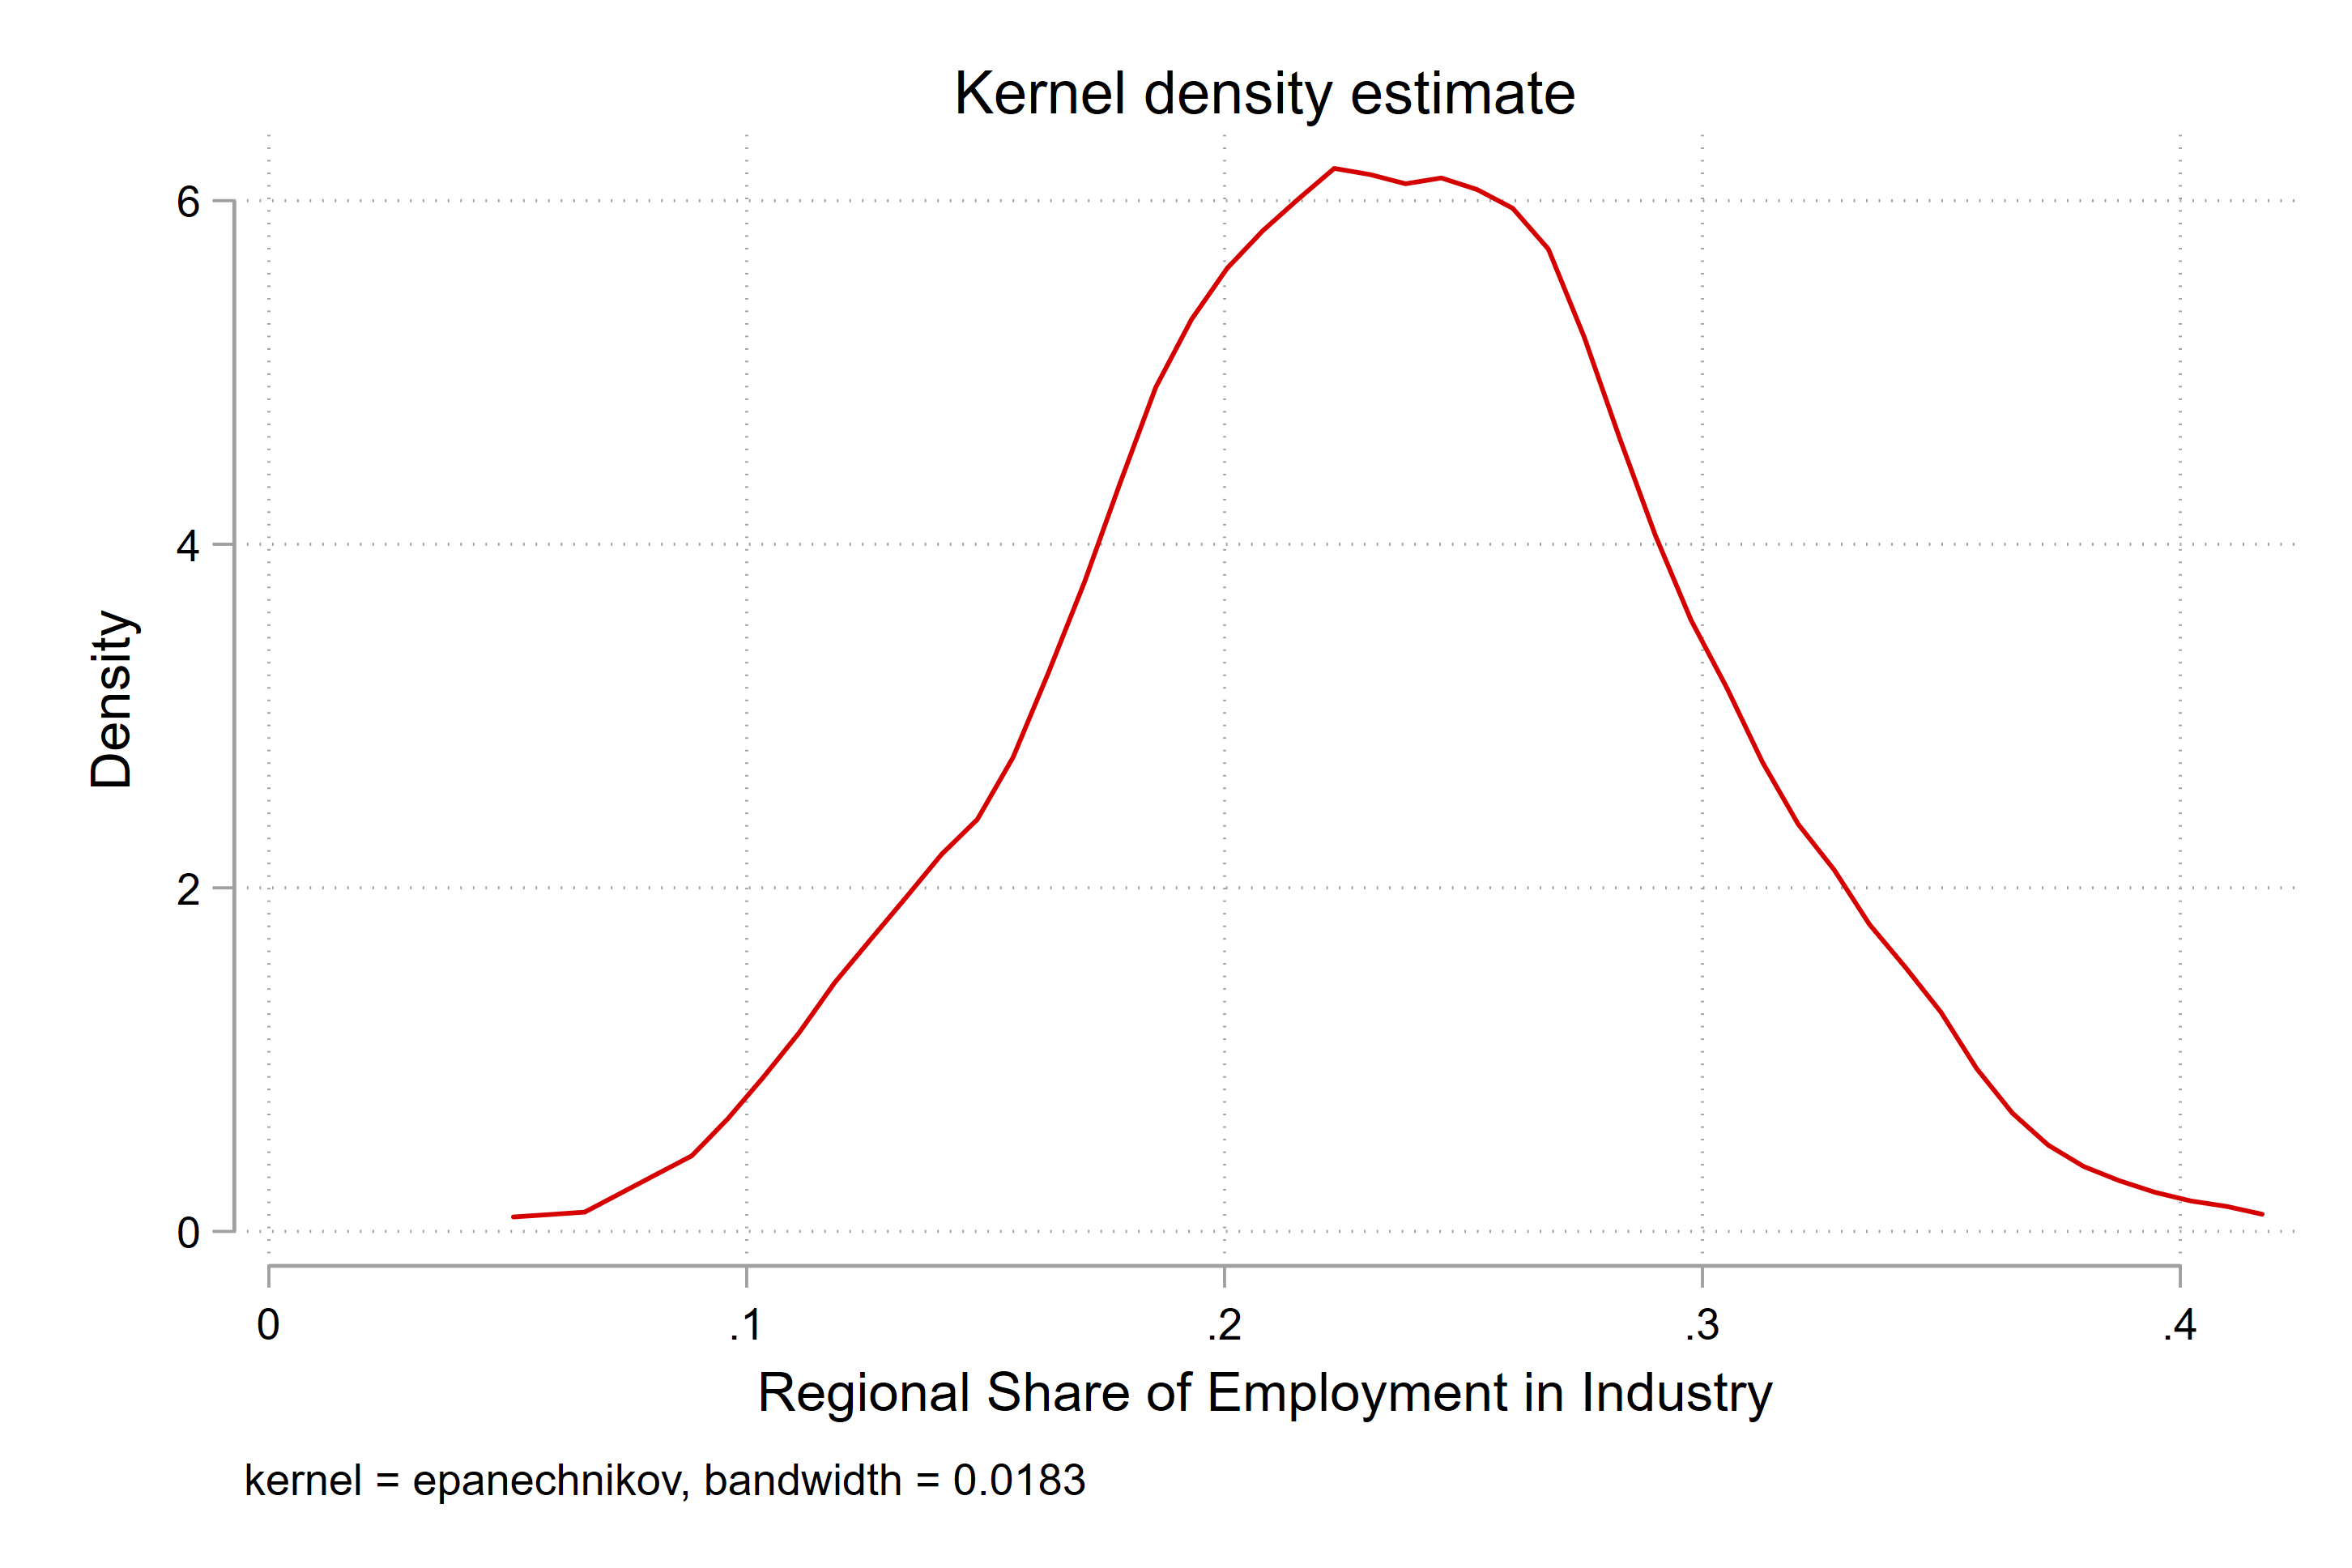 Kernel density estimate
6
4
2
0
Density
0 .1 .2 .3 .4
Regional Share of Employment in Industry
kernel = epanechnikov, bandwidth = 0.0183